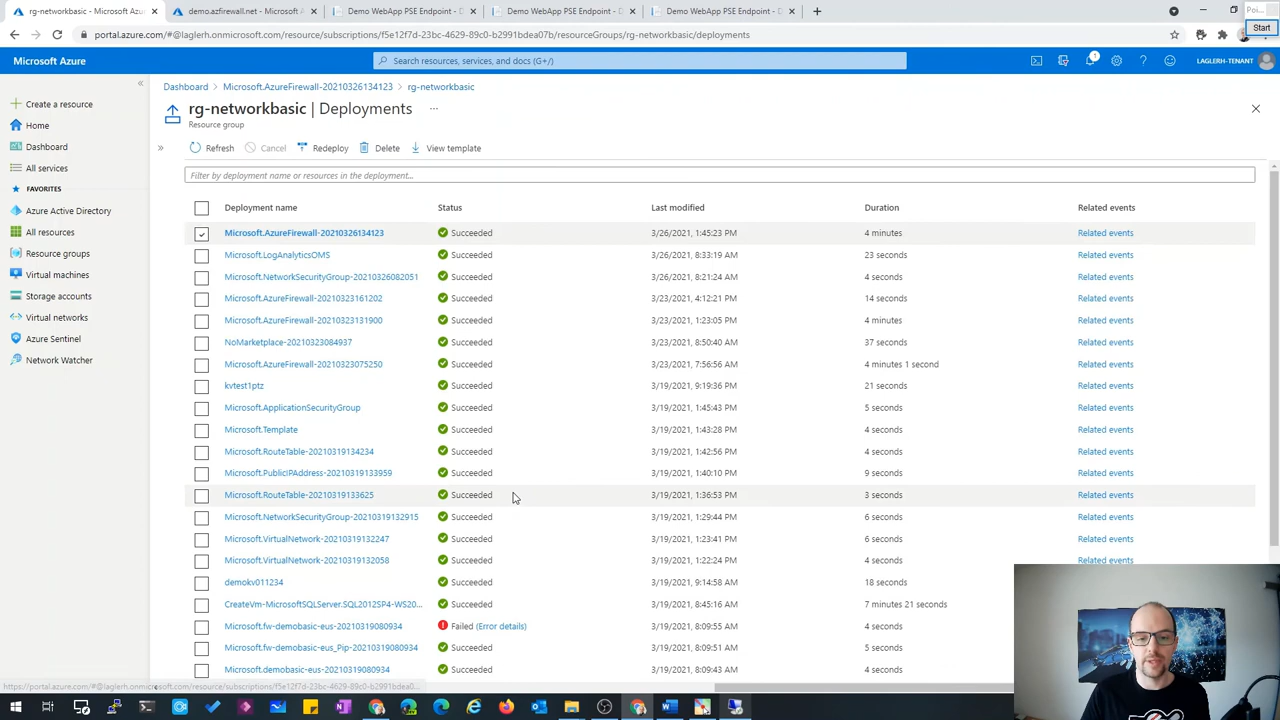 rg-networkbasic - Microsoft Azu
demo.azfirewall.net - Microsoft A
Demo WebApp PSE Endpoint - D
Demo WebApp PSE Endpoint - D
Demo WebApp PSE Endpoint - D
Poi...
Start
portal.azure.com/#@laglerh.onmicrosoft.com/resource/subscriptions/f5e12f7d-23bc-4629-89c0-b2991bdea07
sourceGroups/rg-networkbasic/deployments
Microsoft Azure
Search resources, services, and docs (G+/)
1
LAGLERH-TENANT
Create a resource
Home
Dashboard
All services
FAVORITES
Azure Active Directory
All resources
Resource groups
Virtual machines
Storage accounts
Virtual networks
Azure Sentinel
Network Watcher
Dashboard > Microsoft.AzureFirewall-20210326134123 > rg-networkbasic
rg-networkbasic | Deployments ...
Resource group
Refresh Cancel Redeploy Delete View template
Filter by deployment name or resources in the deployment...
Deployment name Status Last modified Duration Related events
Microsoft.AzureFirewall-20210326134123 Succeeded 3/26/2021, 1:45:23 PM 4 minutes Related events
Microsoft.LogAnalyticsOMS Succeeded 3/26/2021, 8:33:19 AM 23 seconds Related events
Microsoft.NetworkSecurityGroup-20210326082051 Succeeded 3/26/2021, 8:21:24 AM 4 seconds Related events
Microsoft.AzureFirewall-20210323161202 Succeeded 3/23/2021, 4:12:21 PM 14 seconds Related events
Microsoft.AzureFirewall-20210323131900 Succeeded 3/23/2021, 1:23:05 PM 4 minutes Related events
NoMarketplace-20210323084937 Succeeded 3/23/2021, 8:50:40 AM 37 seconds Related events
Microsoft.AzureFirewall-20210323075250 Succeeded 3/23/2021, 7:56:56 AM 4 minutes 1 second Related events
kvtest1ptz Succeeded 3/19/2021, 9:19:36 PM 21 seconds Related events
Microsoft.ApplicationSecurityGroup Succeeded 3/19/2021, 1:45:43 PM 5 seconds Related events
Microsoft.Template Succeeded 3/19/2021, 1:43:28 PM 4 seconds Related events
Microsoft.RouteTable-20210319134234 Succeeded 3/19/2021, 1:42:56 PM 4 seconds Related events
Microsoft.PublicIPAddress-20210319133959 Succeeded 3/19/2021, 1:40:10 PM 9 seconds Related events
Microsoft.RouteTable-20210319133625 Succeeded 3/19/2021, 1:36:53 PM 3 seconds Related events
Microsoft.NetworkSecurityGroup-20210319132915 Succeeded 3/19/2021, 1:29:44 PM 6 seconds Related events
Microsoft.VirtualNetwork-20210319132247 Succeeded 3/19/2021, 1:23:41 PM 6 seconds Related events
Microsoft.VirtualNetwork-20210319132058 Succeeded 3/19/2021, 1:22:24 PM 4 seconds Related events
demokv011234 Succeeded 3/19/2021, 9:14:58 AM 18 seconds
CreateVm-MicrosoftSQLServer.SQL2012SP4-WS20... Succeeded 3/19/2021, 8:45:16 AM 7 minutes 21 seconds
Microsoft.fw-demobasic-eus-20210319080934 Failed (Error details) 3/19/2021, 8:09:55 AM 4 seconds
Microsoft.fw-demobasic-eus_Pip-20210319080934 Succeeded 3/19/2021, 8:09:51 AM 5 seconds
Microsoft.demobasic-eus-20210319080934 Succeeded 3/19/2021, 8:09:43 AM 4 seconds
https://portal.azure.com/#@laglerh.onmicrosoft.com/resource/subscriptions/f5e12f7d-23bc-4629-89c0-b2991bdea0...